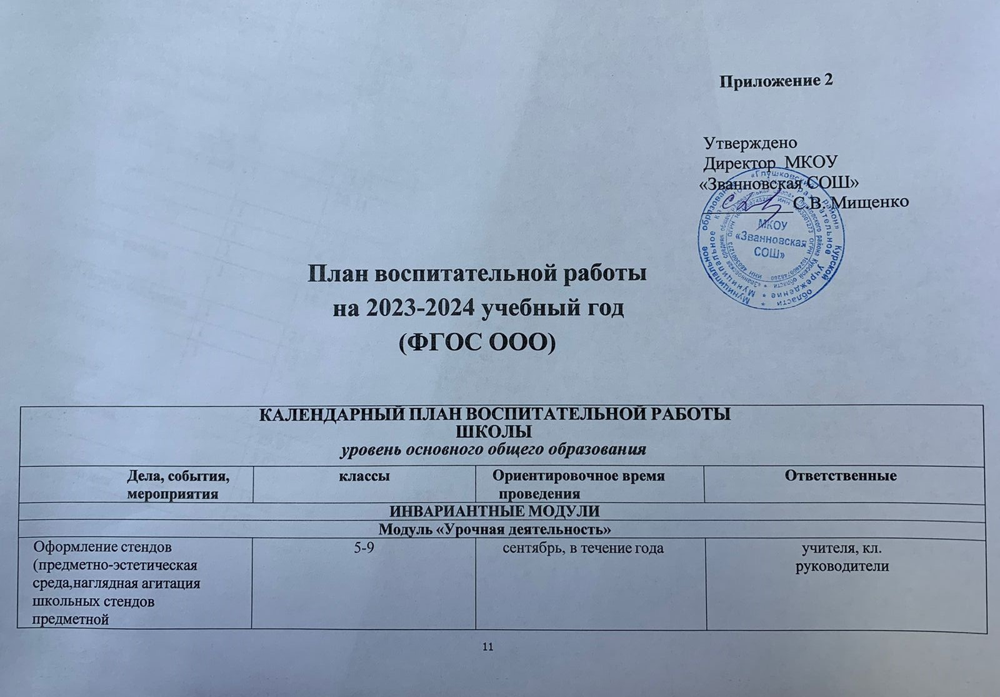 Приложение 2
Утверждено
Директор МКОУ
«Званновская СОШ»
С.В. Мищенко
МКОУ
«Званновская
СОШ»
План воспитательной работы
на 2023-2024 учебный год
(ФГОС ООО)
КАЛЕНДАРНЫЙ ПЛАН ВОСПИТАТЕЛЬНОЙ РАБОТЫ
ШКОЛЫ
уровень основного общего образования
Дела, события,
мероприятия
классы
Ориентировочное время
проведения
Ответственные
ИНВАРИАНТНЫЕ МОДУЛИ
Модуль «Урочная деятельность»
Оформление стендов
(предметно-эстетическая
среда,наглядная агитация
школьных стендов
предметной
5-9
сентябрь, в течение года
учителя, кл.
руководители
11